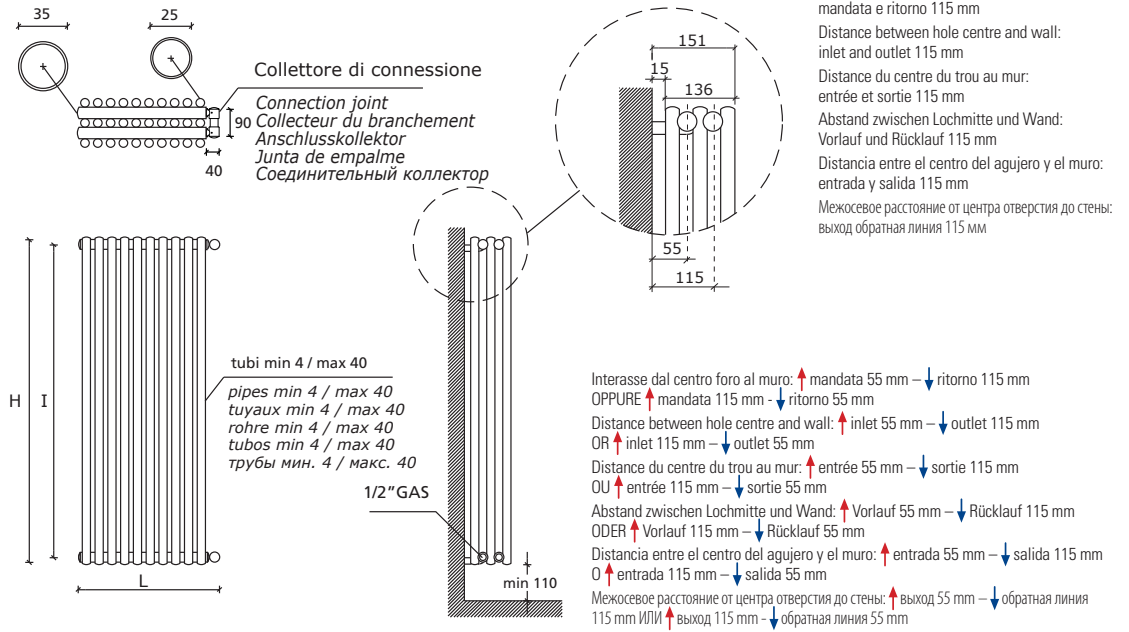 35
25
Collettore di connessione
Connection joint
Collecteur du branchement
Anschlusskollektor
Junta de empalme
Соединительный коллектор
90
40
151
15
136
55
115
mandata e ritorno 115 mm
Distance between hole centre and wall:
inlet and outlet 115 mm
Distance du centre du trou au mur:
entrée et sortie 115 mm
Abstand zwischen Lochmitte und Wand:
Vorlauf und Rücklauf 115 mm
Distancia entre el centro del agujero y el muro:
entrada y salida 115 mm
Межосевое расстояние от центра отверстия до стены:
выход обратная линия 115 мм
H
I
L
tubi min 4 / max 40
pipes min 4 / max 40
tuyaux min 4 / max 40
rohre min 4 / max 40
tubos min 4 / max 40
трубы мин. 4 / макс. 40
1/2”GAS
min 110
Interasse dal centro foro al muro: mandata 55 mm – ritorno 115 mm
OPPURE mandata 115 mm - ritorno 55 mm
Distance between hole centre and wall: inlet 55 mm – outlet 115 mm
OR inlet 115 mm – outlet 55 mm
Distance du centre du trou au mur: entrée 55 mm – sortie 115 mm
OU entrée 115 mm – sortie 55 mm
Abstand zwischen Lochmitte und Wand: Vorlauf 55 mm – Rücklauf 115 mm
ODER Vorlauf 115 mm – Rücklauf 55 mm
Distancia entre el centro del agujero y el muro: entrada 55 mm – salida 115 mm
O entrada 115 mm – salida 55 mm
Межосевое расстояние от центра отверстия до стены: выход 55 mm – обратная линия
115 mm ИЛИ выход 115 mm - обратная линия 55 mm